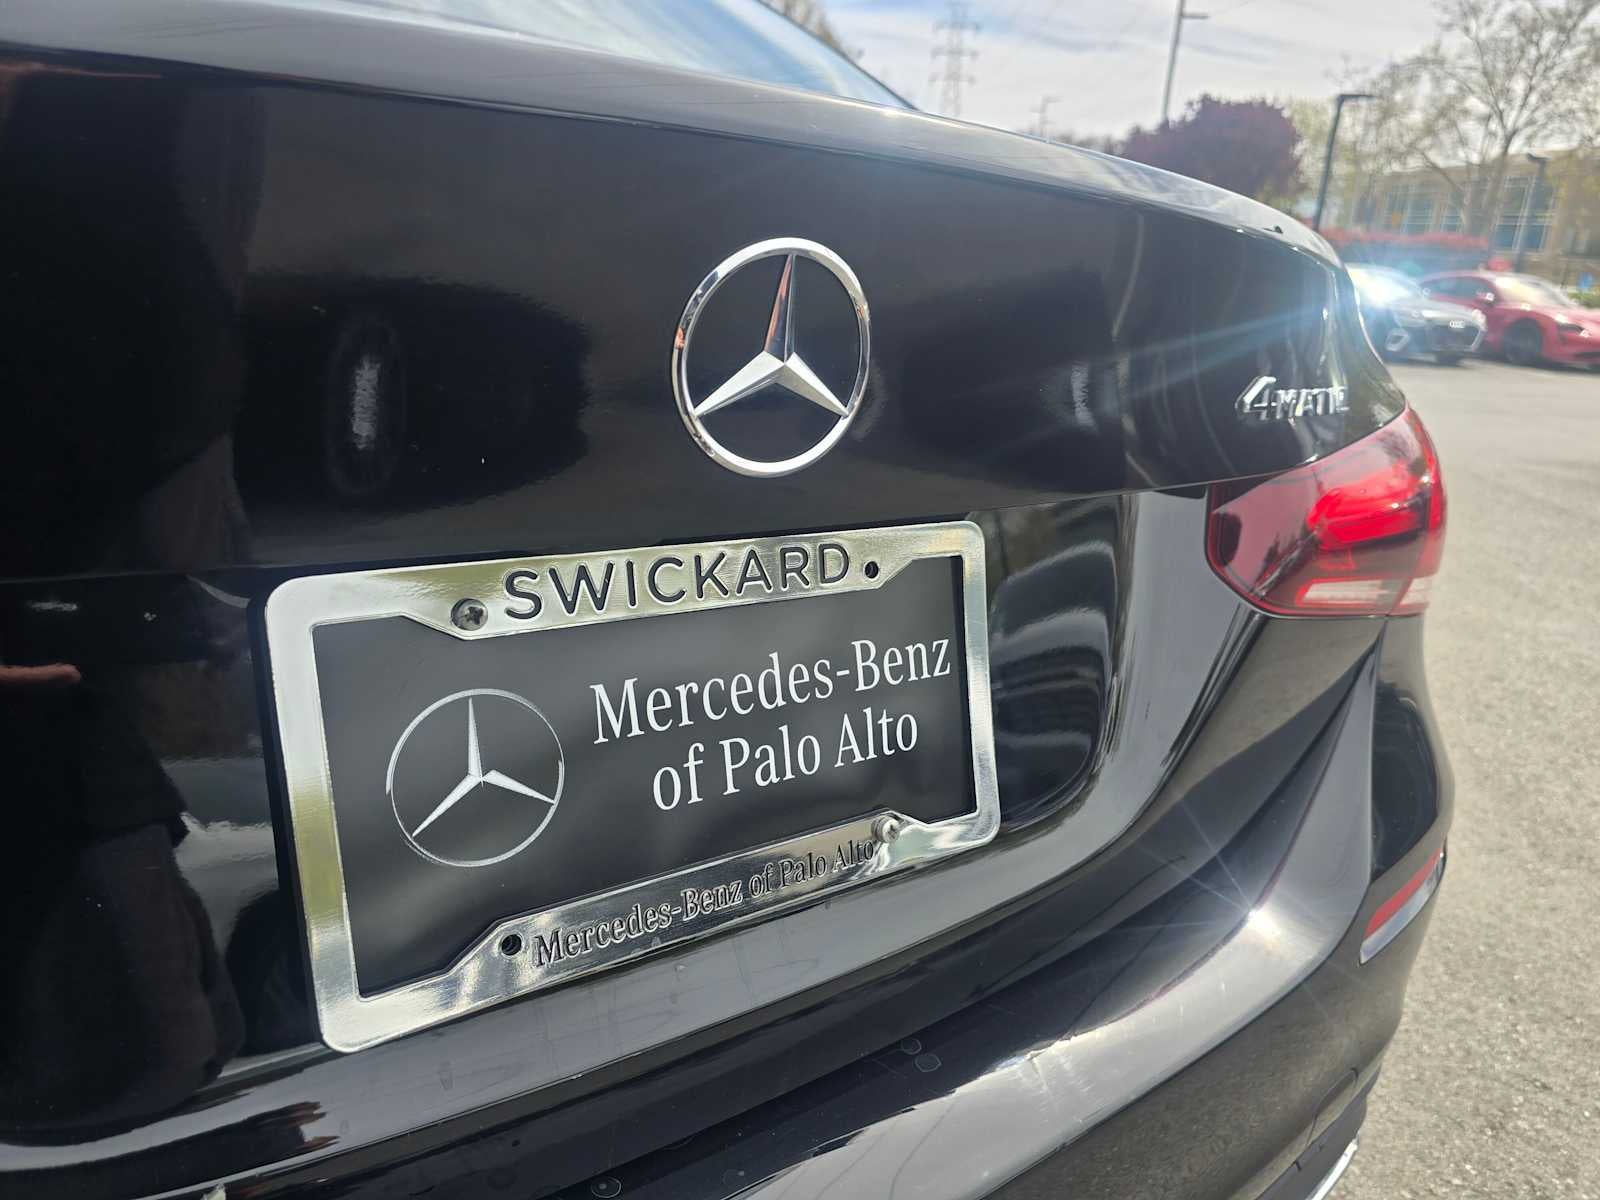 4MATIC
SWICKARD
Mercedes-Benz
of Palo Alto
Mercedes-Benz of Palo Alto